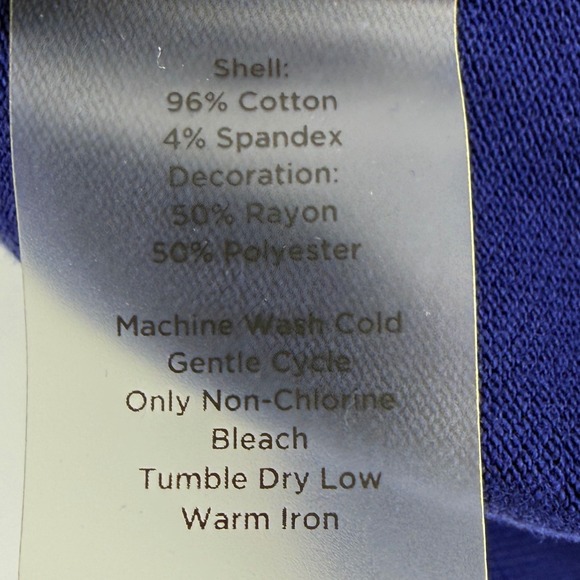 Shell:
96% Cotton
4% Spandex
Decoration:
50% Rayon
50% Polyester
Machine Wash Cold
Gentle Cycle
Only Non-Chlorine
Bleach
Tumble Dry Low
Warm Iron